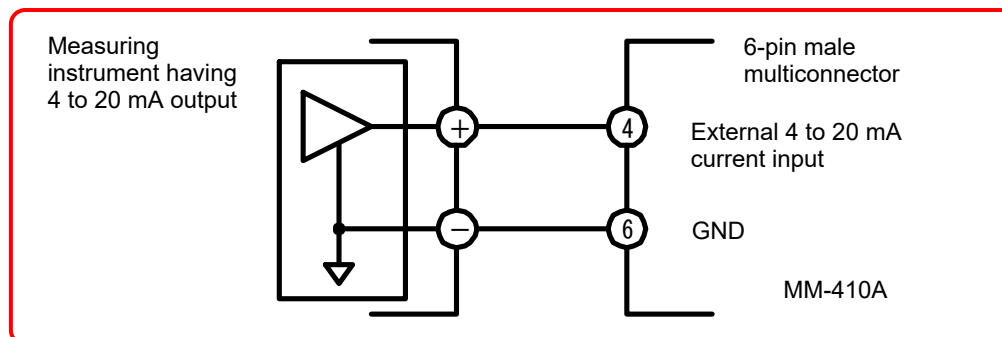 Measuring
instrument having
4 to 20 mA output
6-pin male
multiconnector
+
4
External 4 to 20 mA
current input
−
6
GND
MM-410A